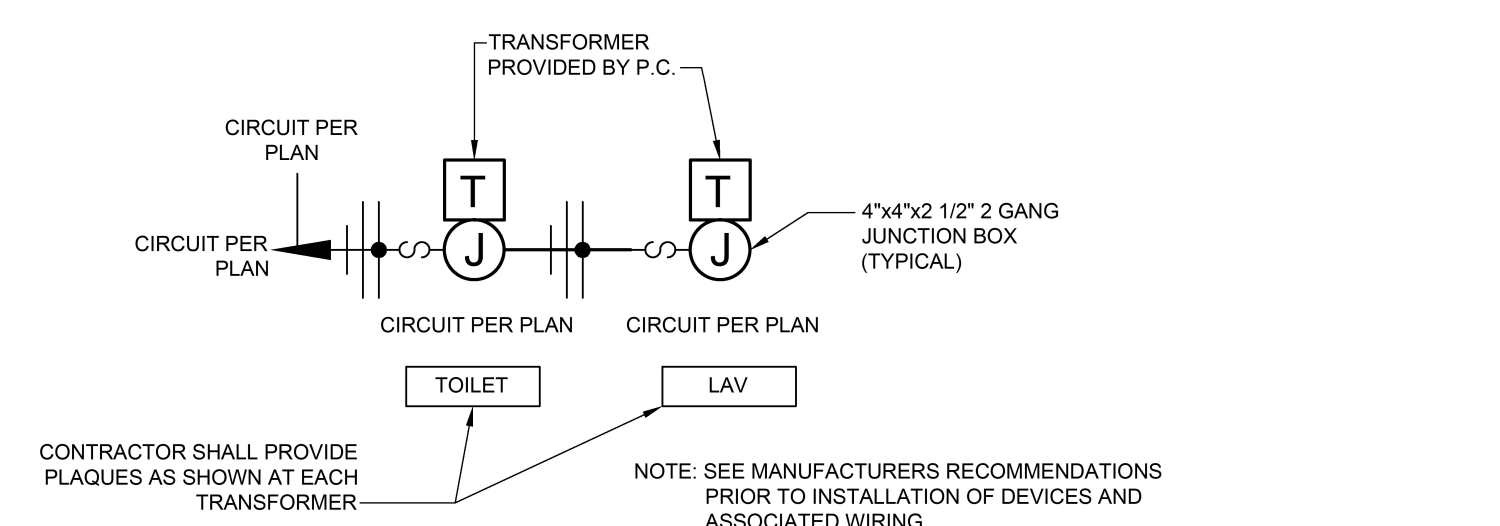 TRANSFORMER
PROVIDED BY P.C.
CIRCUIT PER
PLAN
T
T
4"x4"x2 1/2" 2 GANG
JUNCTION BOX
(TYPICAL)
CIRCUIT PER
PLAN
J
J
CIRCUIT PER PLAN
CIRCUIT PER PLAN
TOILET
LAV
CONTRACTOR SHALL PROVIDE
PLAQUES AS SHOWN AT EACH
TRANSFORMER
NOTE: SEE MANUFACTURERS RECOMMENDATIONS
PRIOR TO INSTALLATION OF DEVICES AND
ASSOCIATED WIRING